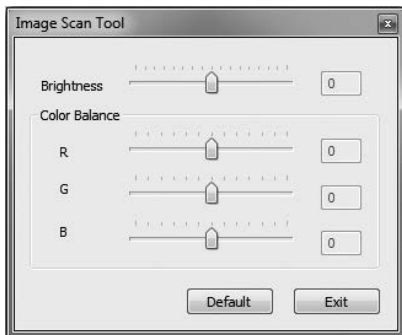 Image Scan Tool
Brightness 0
Color Balance
R 0
G 0
B 0
Default Exit